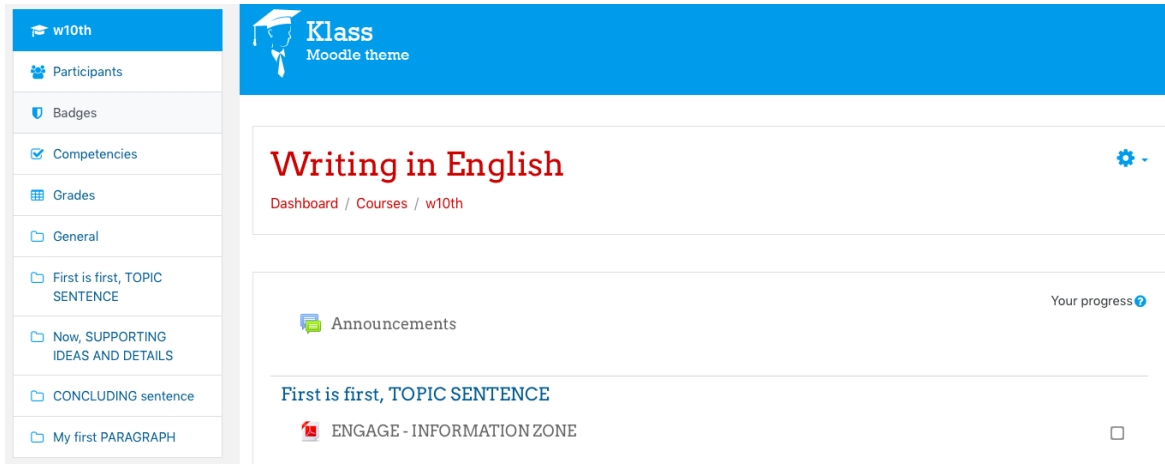 w10th
Participants
Badges
Competencies
Grades
General
First is first, TOPIC
SENTENCE
Now, SUPPORTING
IDEAS AND DETAILS
CONCLUDING sentence
My first PARAGRAPH
Klass
Moodle theme
Writing in English
Dashboard / Courses / w10th
Your progress
Announcements
First is first, TOPIC SENTENCE
ENGAGE - INFORMATION ZONE